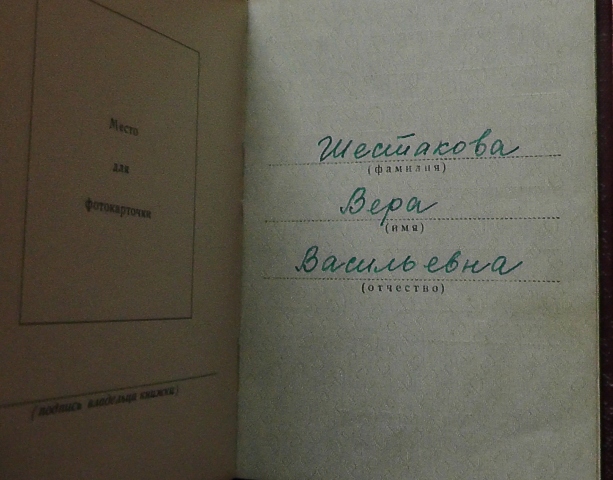 Место
для
фотокарточки
(подпись владельца книжки)
Шестакова
(фамилия)
Вера
(имя)
Васильевна
(отчество)